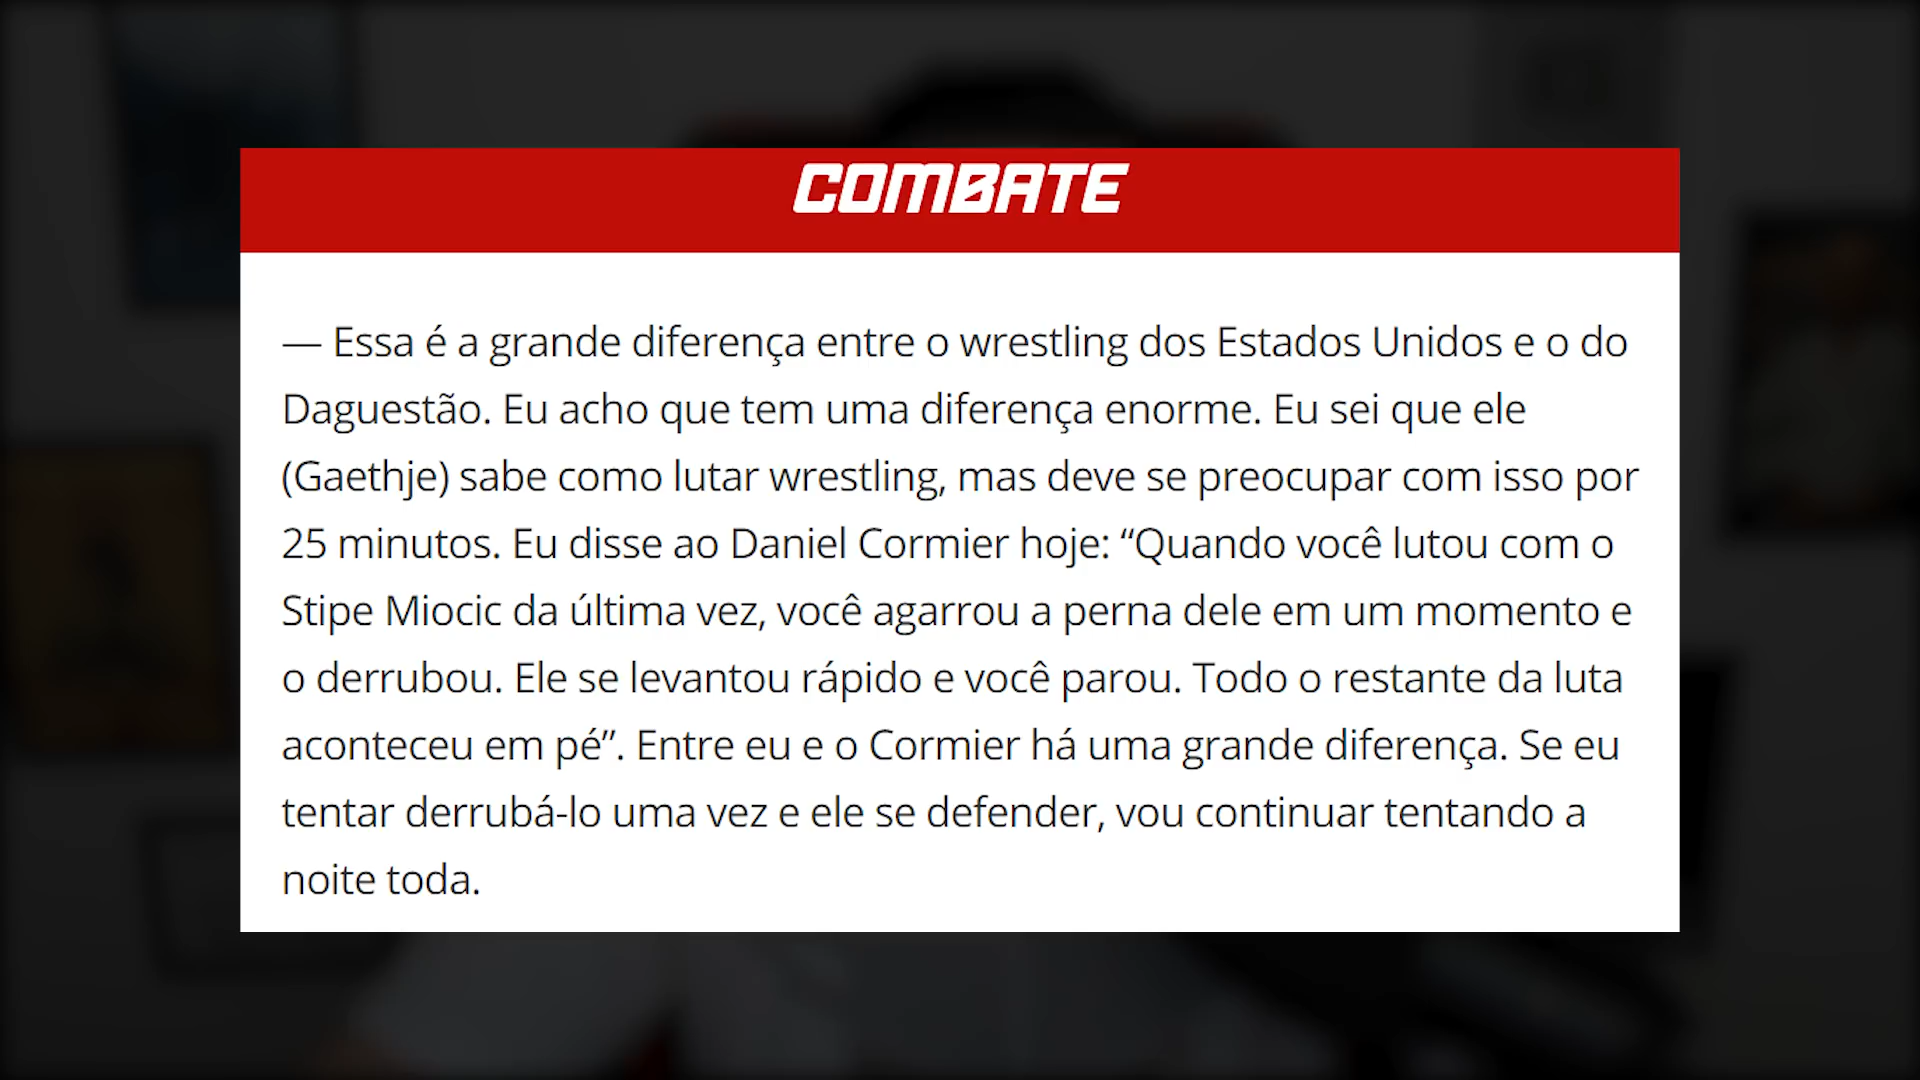 COMBATE
— Essa é a grande diferença entre o wrestling dos Estados Unidos e o do
Daguestão. Eu acho que tem uma diferença enorme. Eu sei que ele
(Gaethje) sabe como lutar wrestling, mas deve se preocupar com isso por
25 minutos. Eu disse ao Daniel Cormier hoje: “Quando você lutou com o
Stipe Miocic da última vez, você agarrou a perna dele em um momento e
o derrubou. Ele se levantou rápido e você parou. Todo o restante da luta
aconteceu em pé”. Entre eu e o Cormier há uma grande diferença. Se eu
tentar derrubá-lo uma vez e ele se defender, vou continuar tentando a
noite toda.